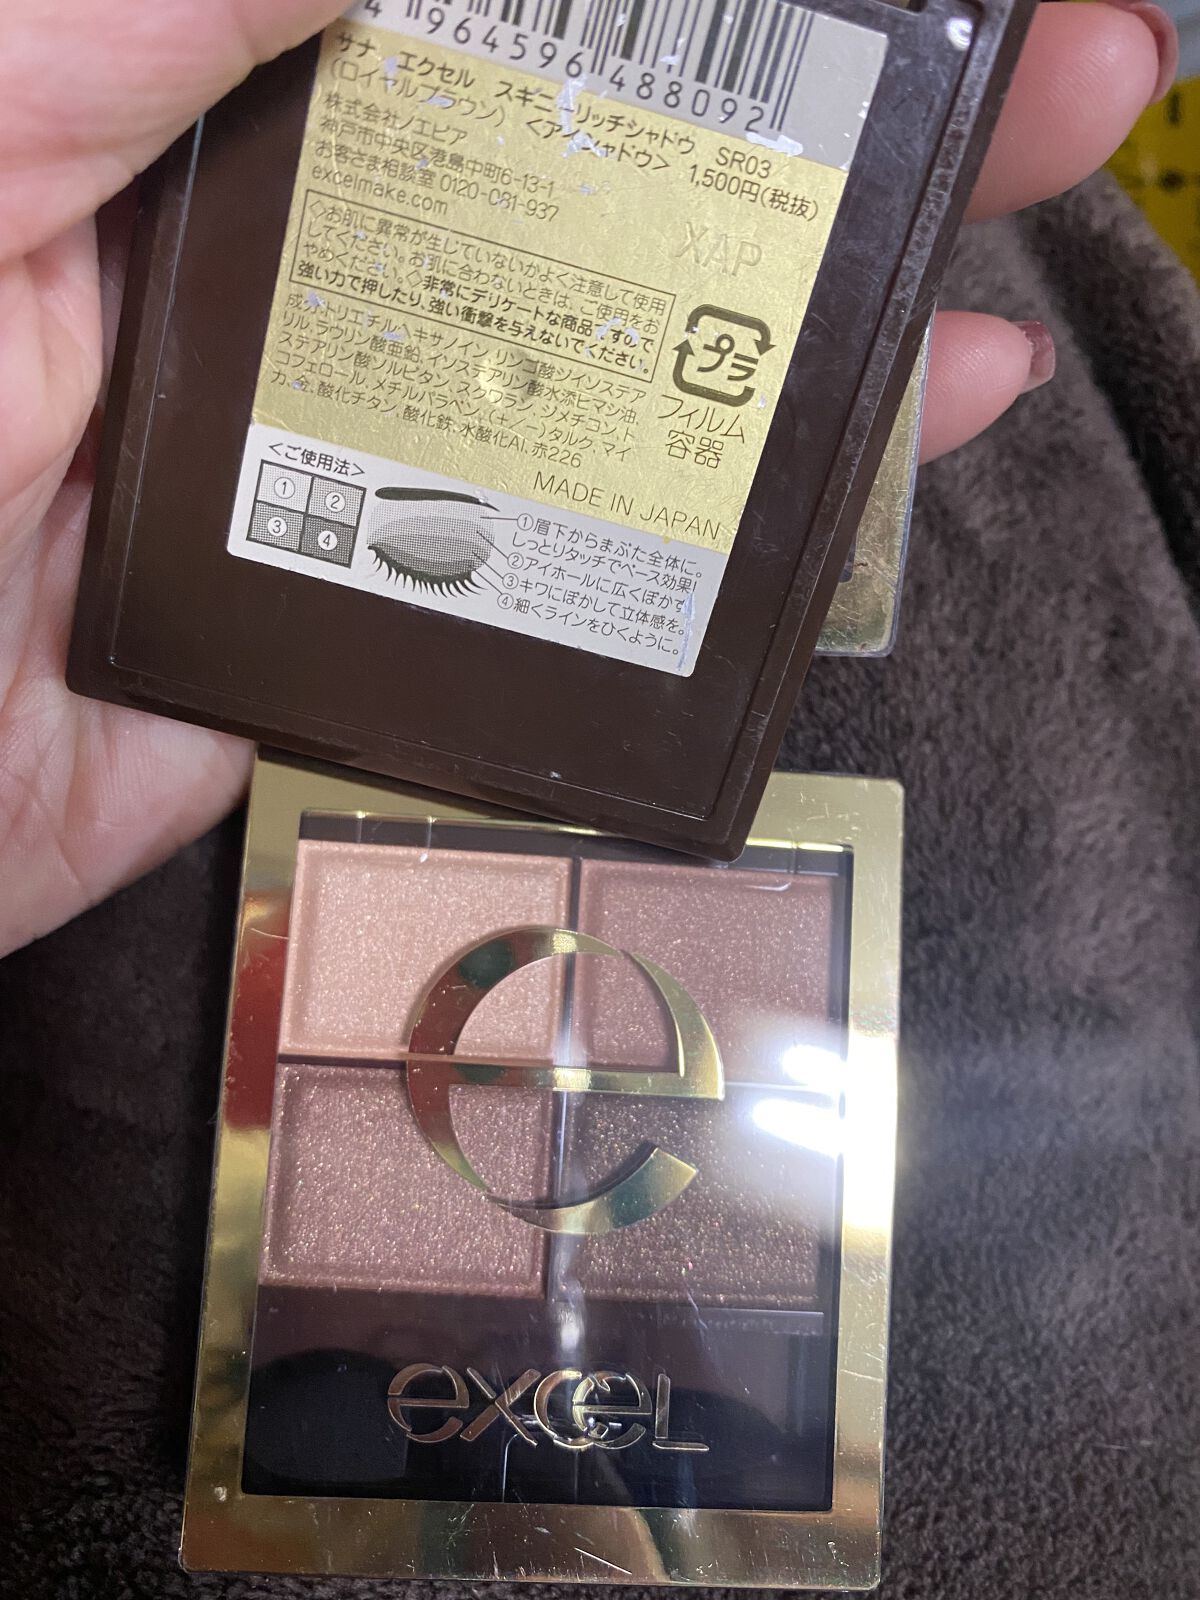 4 964596 488092
サナ エクセル スキニーリッチシャドウ SR03
(ロイヤルブラウン) <アイシャドウ> 1,500円(税抜)
株式会社ノエビア
神戸市中央区港島中町6-13-1
お客さま相談室 0120-081-937
excelmake.com
XAP
◇お肌に異常が生じていないかよく注意して使用
してください。お肌に合わないときは、ご使用をお
やめください。◇非常にデリケートな商品ですので
強い力で押したり、強い衝撃を与えないでください。
プラ
フィルム
容器
成分:トリエチルヘキサノイン,リンゴ酸ジイソステア
リル,ラウリン酸亜鉛,イソステアリン酸水添ヒマシ油,
ステアリン酸ソルビタン,スクワラン,ジメチコン,ト
コフェロール,メチルパラベン,(+/-)タルク,マイ
カ,金,酸化チタン,酸化鉄,水酸化Al,赤226
MADE IN JAPAN
<ご使用法>
① ②
③ ④
①眉下からまぶた全体に。
しっとりタッチでベース効果!
②アイホールに広くぼかす
③キワにぼかして立体感を。
④細くラインをひくように。
e
excel